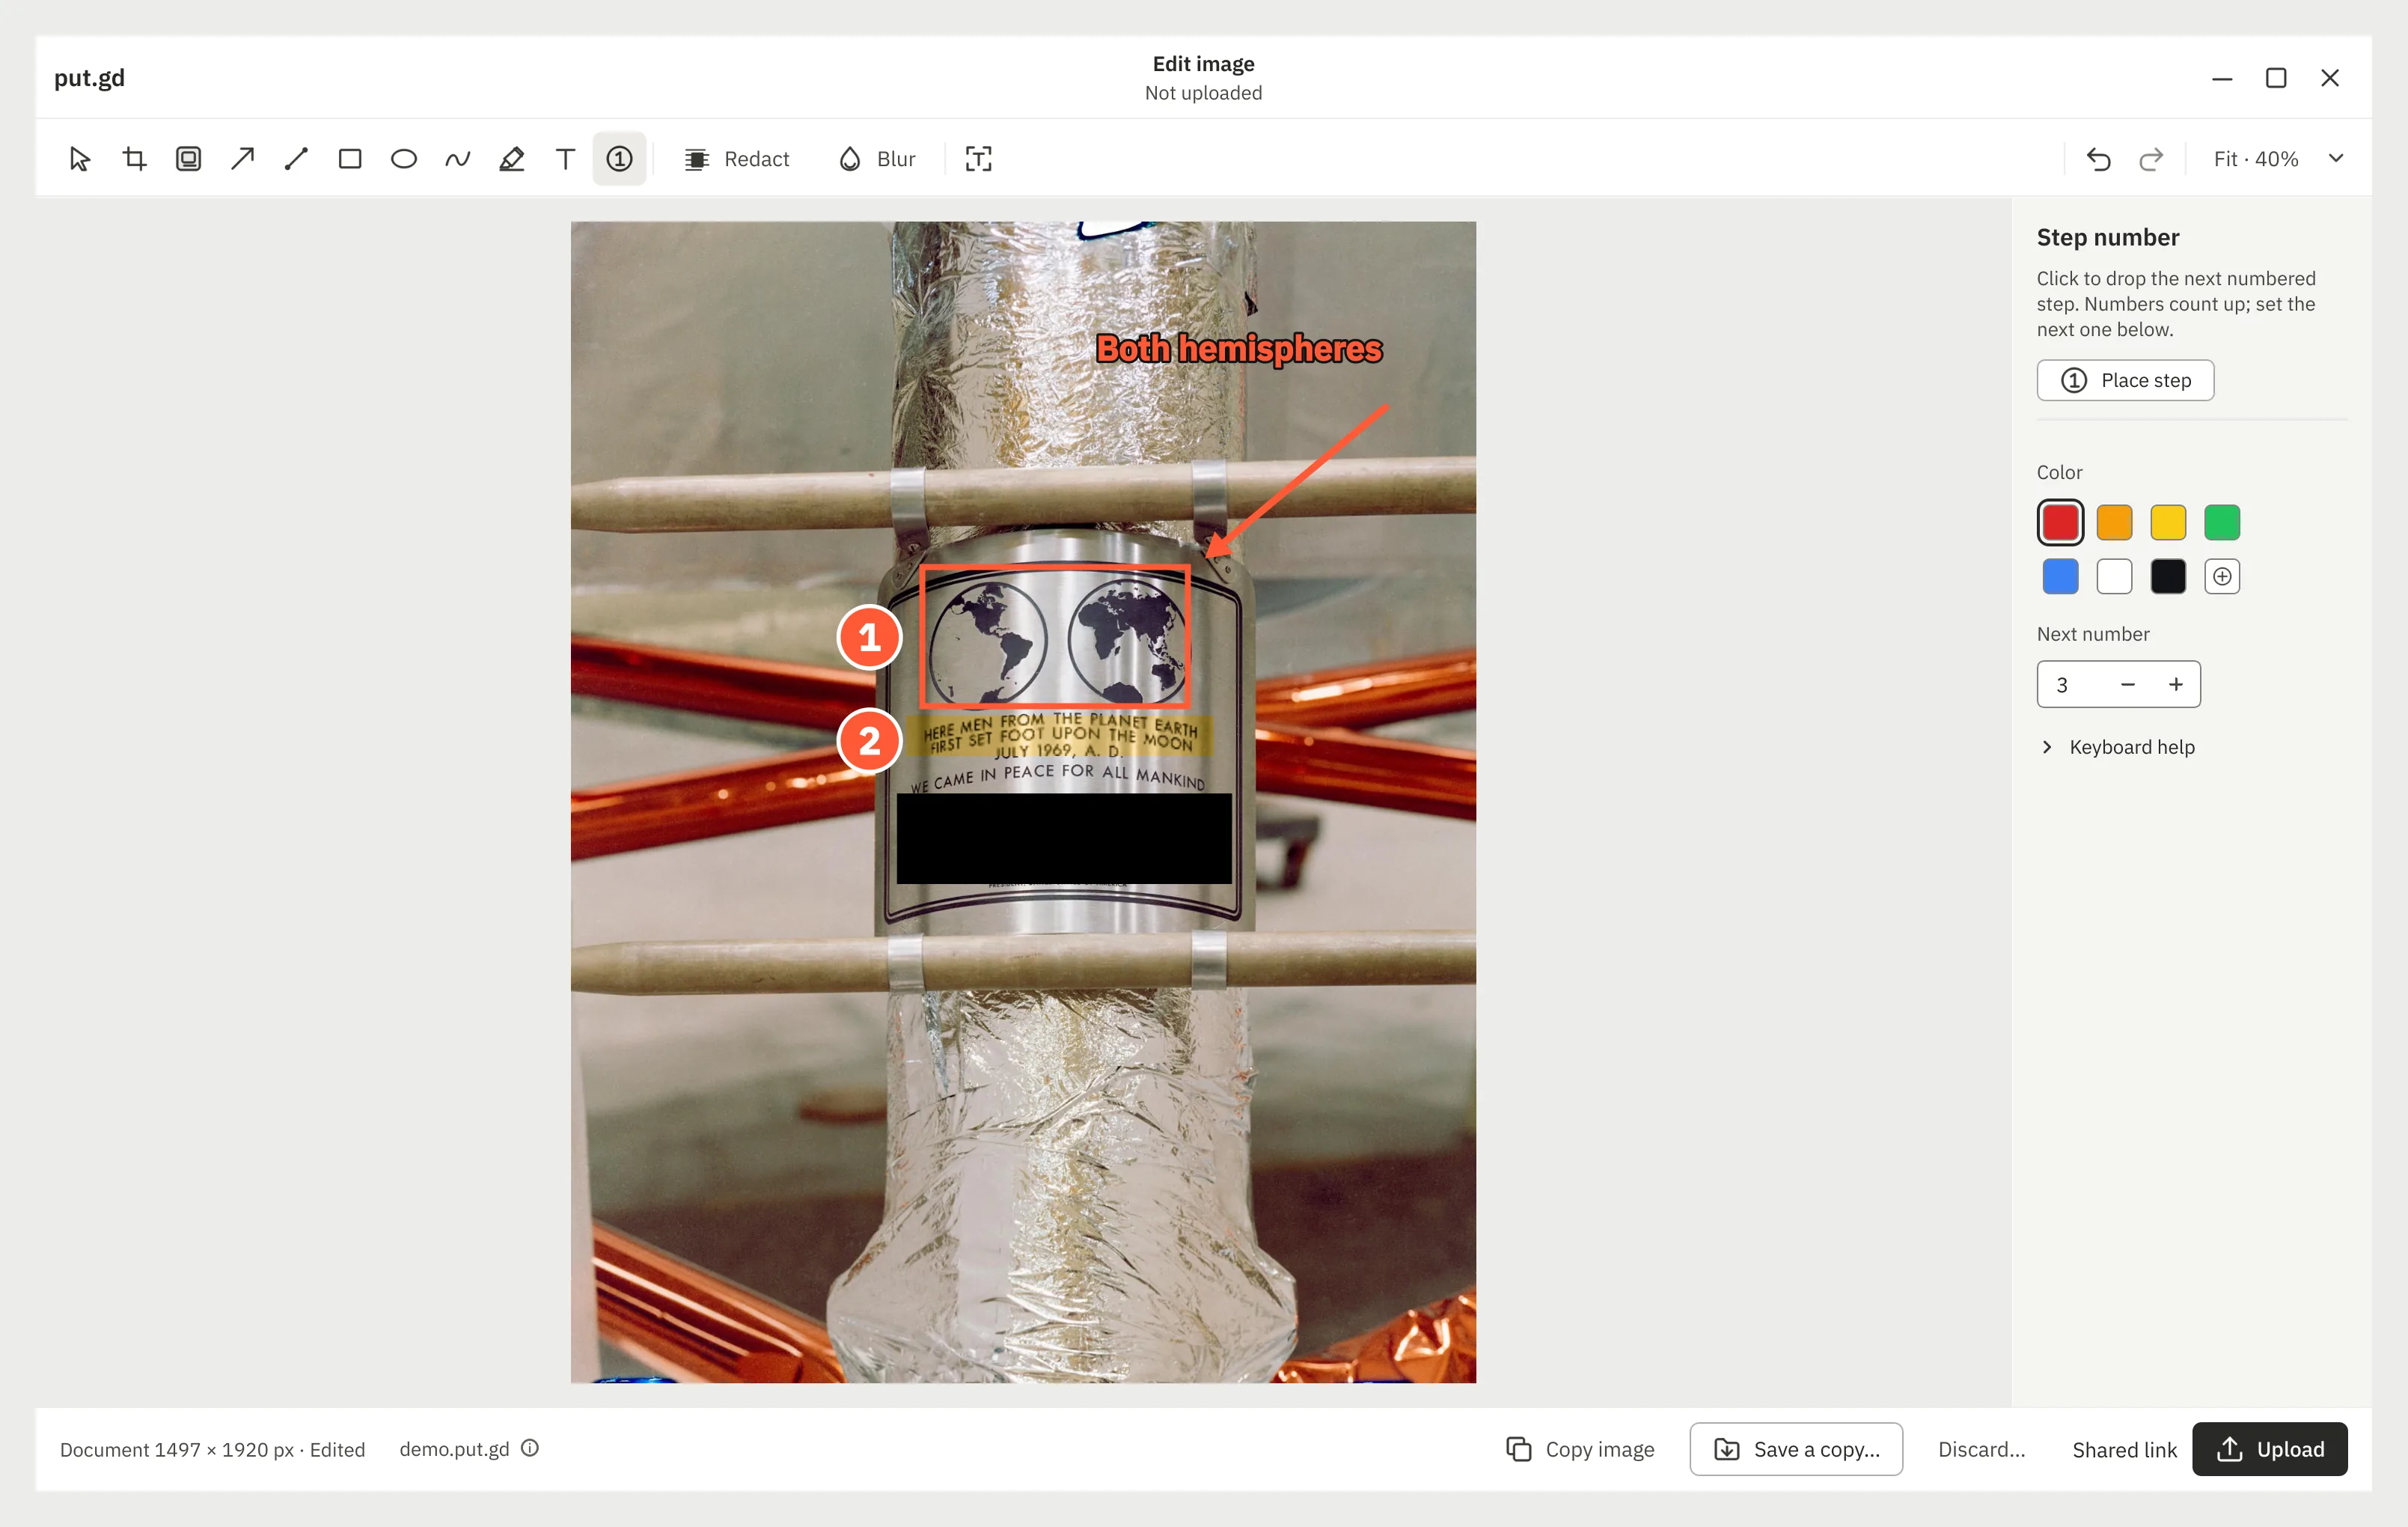 put.gd
Edit image
Not uploaded
Redact
Blur
Fit · 40%
Both hemispheres
1
2
HERE MEN FROM THE PLANET EARTH
FIRST SET FOOT UPON THE MOON
JULY 1969, A. D.
WE CAME IN PEACE FOR ALL MANKIND
Step number
Click to drop the next numbered
step. Numbers count up; set the
next one below.
1 Place step
Color
Next number
3
Keyboard help
Document 1497 × 1920 px · Edited
demo.put.gd
Copy image
Save a copy...
Discard...
Shared link
Upload